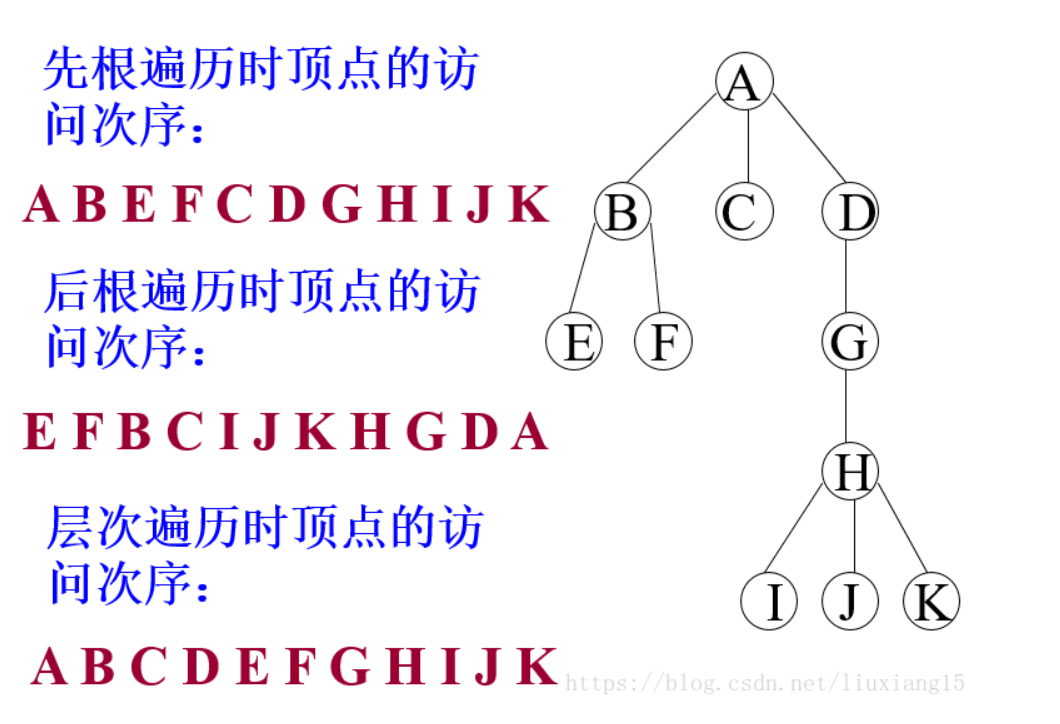 先根遍历时顶点的访
问次序：
A B E F C D G H I J K
后根遍历时顶点的访
问次序：
E F B C I J K H G D A
层次遍历时顶点的访
问次序：
A B C D E F G H I J K
A
B C D
E F G
H
I J K
https://blog.csdn.net/liuxiang15